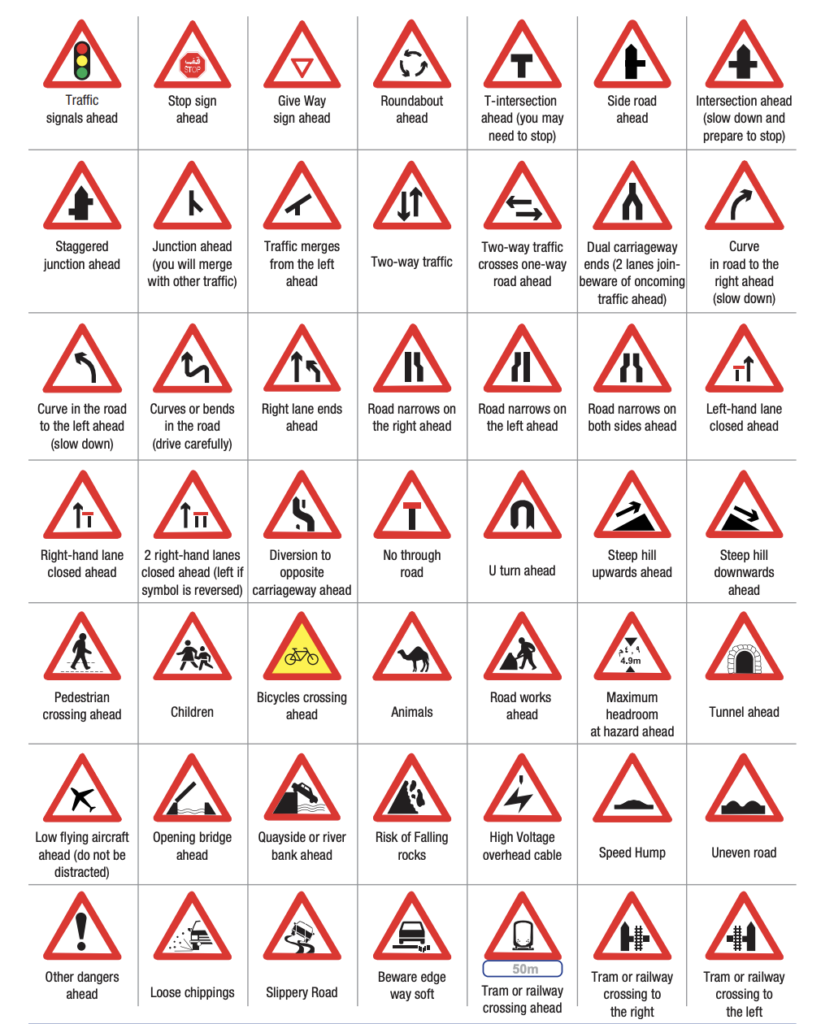 Traffic
signals ahead
قف
STOP
Stop sign
ahead
Give Way
sign ahead
Roundabout
ahead
T-intersection
ahead (you may
need to stop)
Side road
ahead
Intersection ahead
(slow down and
prepare to stop)
Staggered
junction ahead
Junction ahead
(you will merge
with other traffic)
Traffic merges
from the left
ahead
Two-way traffic
Two-way traffic
crosses one-way
road ahead
Dual carriageway
ends (2 lanes join-
beware of oncoming
traffic ahead)
Curve
in road to the
right ahead
(slow down)
Curve in the road
to the left ahead
(slow down)
Curves or bends
in the road
(drive carefully)
Right lane ends
ahead
Road narrows on
the right ahead
Road narrows on
the left ahead
Road narrows on
both sides ahead
Left-hand lane
closed ahead
Right-hand lane
closed ahead
2 right-hand lanes
closed ahead (left if
symbol is reversed)
Diversion to
opposite
carriageway ahead
No through
road
U turn ahead
Steep hill
upwards ahead
Steep hill
downwards
ahead
Pedestrian
crossing ahead
Children
Bicycles crossing
ahead
Animals
Road works
ahead
4.9m
Maximum
headroom
at hazard ahead
Tunnel ahead
Low flying aircraft
ahead (do not be
distracted)
Opening bridge
ahead
Quayside or river
bank ahead
Risk of Falling
rocks
High Voltage
overhead cable
Speed Hump
Uneven road
Other dangers
ahead
Loose chippings
Slippery Road
Beware edge
way soft
50m
Tram or railway
crossing ahead
Tram or railway
crossing to
the right
Tram or railway
crossing to
the left